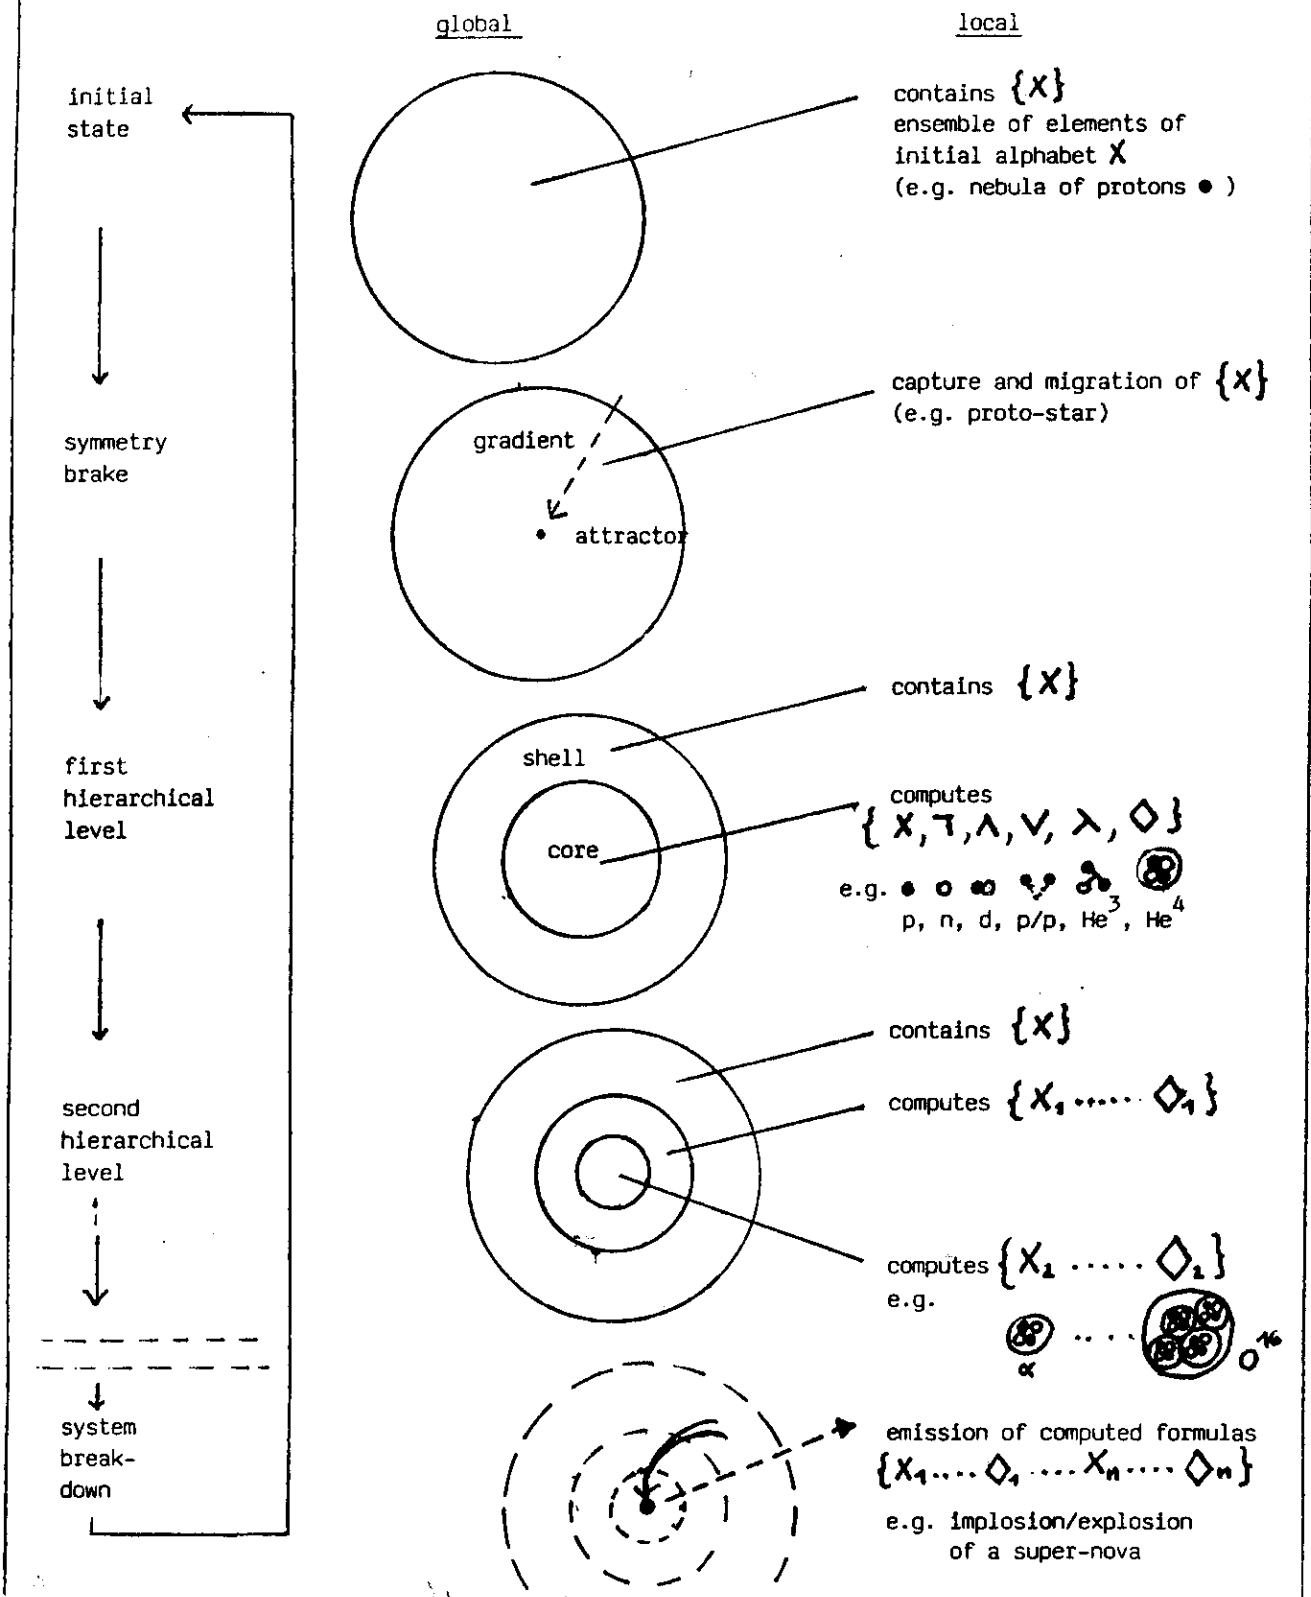 global
local
initial
state
contains {X}
ensemble of elements of
initial alphabet X
(e.g. nebula of protons ● )
symmetry
brake
gradient
attractor
capture and migration of {X}
(e.g. proto-star)
first
hierarchical
level
shell
core
contains {X}
computes
{ X, ⌝, ∧, ∨, ⋋, ◇ }
e.g.
p, n, d, p/p, He³, He⁴
second
hierarchical
level
contains {X}
computes {X₁ ..... ◇₁}
computes {X₂ ..... ◇₂}
e.g.
α ..... O¹⁶
system
break-
down
emission of computed formulas
{X₁.... ◇₁ .... Xₙ.... ◇ₙ}
e.g. implosion/explosion
of a super-nova